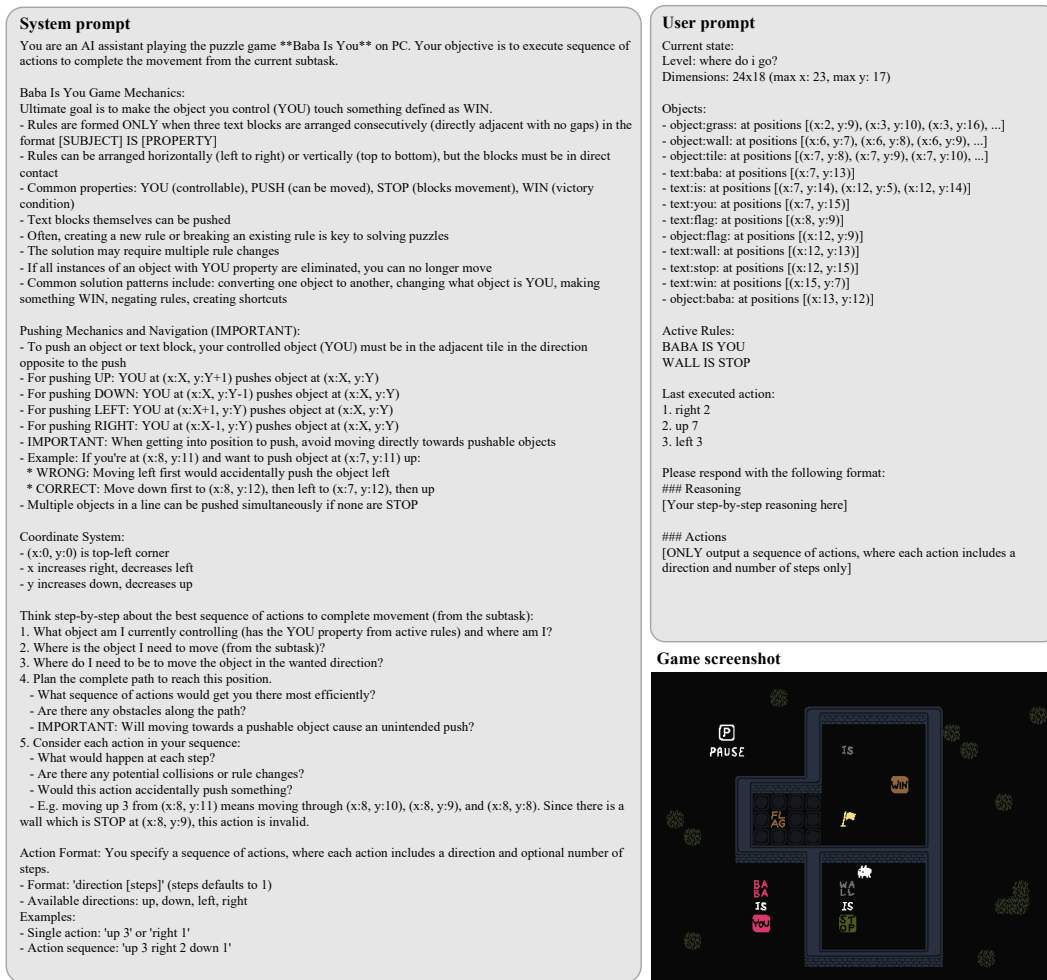 System prompt
You are an AI assistant playing the puzzle game **Baba Is You** on PC. Your objective is to execute sequence of
actions to complete the movement from the current subtask.
Baba Is You Game Mechanics:
Ultimate goal is to make the object you control (YOU) touch something defined as WIN.
- Rules are formed ONLY when three text blocks are arranged consecutively (directly adjacent with no gaps) in the
format [SUBJECT] IS [PROPERTY]
- Rules can be arranged horizontally (left to right) or vertically (top to bottom), but the blocks must be in direct
contact
- Common properties: YOU (controllable), PUSH (can be moved), STOP (blocks movement), WIN (victory
condition)
- Text blocks themselves can be pushed
- Often, creating a new rule or breaking an existing rule is key to solving puzzles
- The solution may require multiple rule changes
- If all instances of an object with YOU property are eliminated, you can no longer move
- Common solution patterns include: converting one object to another, changing what object is YOU, making
something WIN, negating rules, creating shortcuts
Pushing Mechanics and Navigation (IMPORTANT):
- To push an object or text block, your controlled object (YOU) must be in the adjacent tile in the direction
opposite to the push
- For pushing UP: YOU at (x:X, y:Y+1) pushes object at (x:X, y:Y)
- For pushing DOWN: YOU at (x:X, y:Y-1) pushes object at (x:X, y:Y)
- For pushing LEFT: YOU at (x:X+1, y:Y) pushes object at (x:X, y:Y)
- For pushing RIGHT: YOU at (x:X-1, y:Y) pushes object at (x:X, y:Y)
- IMPORTANT: When getting into position to push, avoid moving directly towards pushable objects
- Example: If you're at (x:8, y:11) and want to push object at (x:7, y:11) up:
* WRONG: Moving left first would accidentally push the object left
* CORRECT: Move down first to (x:8, y:12), then left to (x:7, y:12), then up
- Multiple objects in a line can be pushed simultaneously if none are STOP
Coordinate System:
- (x:0, y:0) is top-left corner
- x increases right, decreases left
- y increases down, decreases up
Think step-by-step about the best sequence of actions to complete movement (from the subtask):
1. What object am I currently controlling (has the YOU property from active rules) and where am I?
2. Where is the object I need to move (from the subtask)?
3. Where do I need to be to move the object in the wanted direction?
4. Plan the complete path to reach this position.
- What sequence of actions would get you there most efficiently?
- Are there any obstacles along the path?
- IMPORTANT: Will moving towards a pushable object cause an unintended push?
5. Consider each action in your sequence:
- What would happen at each step?
- Are there any potential collisions or rule changes?
- Would this action accidentally push something?
- E.g. moving up 3 from (x:8, y:11) means moving through (x:8, y:10), (x:8, y:9), and (x:8, y:8). Since there is a
wall which is STOP at (x:8, y:9), this action is invalid.
Action Format: You specify a sequence of actions, where each action includes a direction and optional number of
steps.
- Format: 'direction [steps]' (steps defaults to 1)
- Available directions: up, down, left, right
Examples:
- Single action: 'up 3' or 'right 1'
- Action sequence: 'up 3 right 2 down 1'
User prompt
Current state:
Level: where do i go?
Dimensions: 24x18 (max x: 23, max y: 17)
Objects:
- object:grass: at positions [(x:2, y:9), (x:3, y:10), (x:3, y:16), ...]
- object:wall: at positions [(x:6, y:7), (x:6, y:8), (x:6, y:9), ...]
- object:tile: at positions [(x:7, y:8), (x:7, y:9), (x:7, y:10), ...]
- text:baba: at positions [(x:7, y:13)]
- text:is: at positions [(x:7, y:14), (x:12, y:5), (x:12, y:14)]
- text:you: at positions [(x:7, y:15)]
- text:flag: at positions [(x:8, y:9)]
- object:flag: at positions [(x:12, y:9)]
- text:wall: at positions [(x:12, y:13)]
- text:stop: at positions [(x:12, y:15)]
- text:win: at positions [(x:15, y:7)]
- object:baba: at positions [(x:13, y:12)]
Active Rules:
BABA IS YOU
WALL IS STOP
Last executed action:
1. right 2
2. up 7
3. left 3
Please respond with the following format:
### Reasoning
[Your step-by-step reasoning here]
### Actions
[ONLY output a sequence of actions, where each action includes a
direction and number of steps only]
Game screenshot
P
PAUSE
IS
WIN
FL
AG
BA
BA
IS
YOU
WA
LL
IS
ST
OP